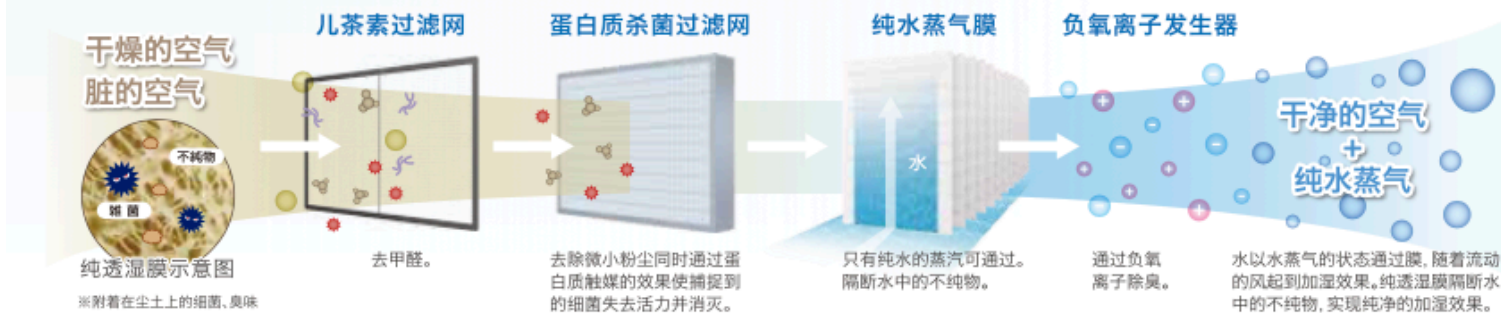 儿茶素过滤网
蛋白质杀菌过滤网
纯水蒸气膜
负氧离子发生器
干燥的空气
脏的空气
不純物
雑菌
水
+
+
+
+
+
-
-
-
-
-
干净的空气
+
纯水蒸气
纯透湿膜示意图
※附着在尘土上的细菌、臭味
去甲醛。
去除微小粉尘同时通过蛋
白质触媒的效果使捕捉到
的细菌失去活力并消灭。
只有纯水的蒸汽可通过。
隔断水中的不纯物。
通过负氧
离子除臭。
水以水蒸气的状态通过膜，随着流动
的风起到加湿效果。纯透湿膜隔断水
中的不纯物，实现纯净的加湿效果。